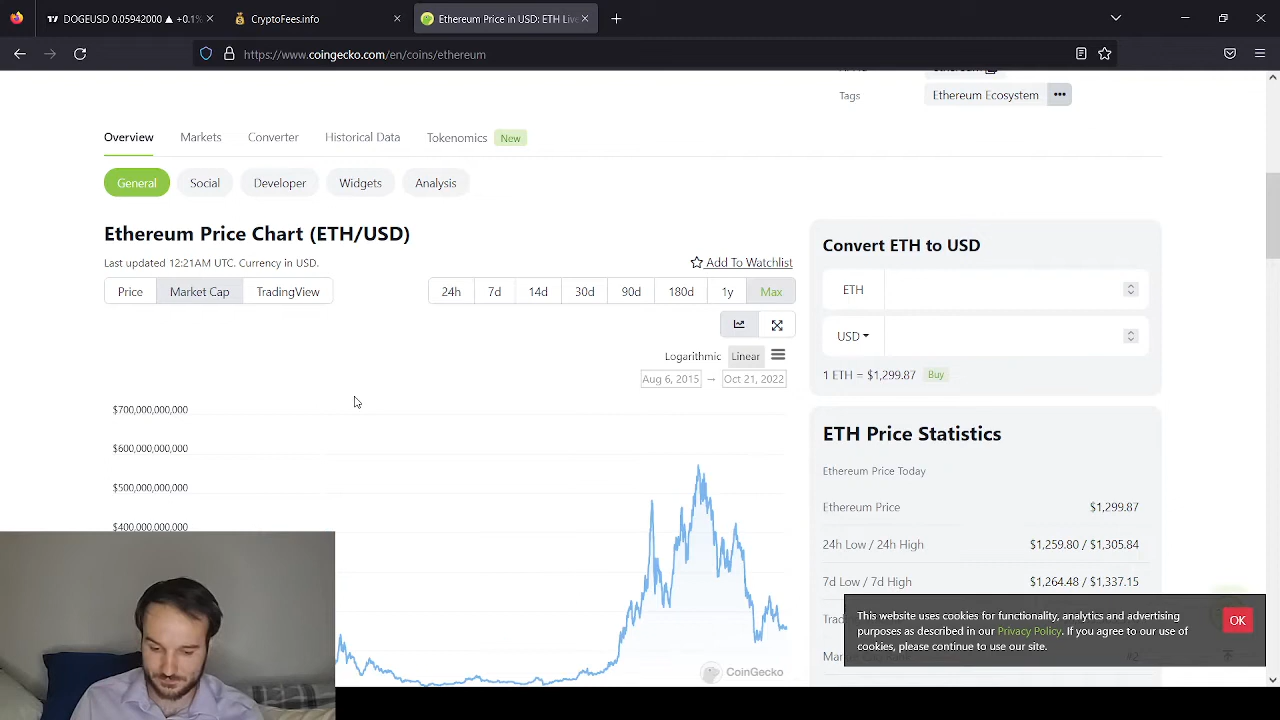 DOGEUSD 0.05942000 ▲ +0.1%
CryptoFees.info
Ethereum Price in USD: ETH Live
https://www.coingecko.com/en/coins/ethereum
Tags
Ethereum Ecosystem
Overview
Markets
Converter
Historical Data
Tokenomics
New
General
Social
Developer
Widgets
Analysis
Ethereum Price Chart (ETH/USD)
Last updated 12:21AM UTC. Currency in USD.
Add To Watchlist
Price
Market Cap
TradingView
24h
7d
14d
30d
90d
180d
1y
Max
Logarithmic
Linear
Aug 6, 2015 → Oct 21, 2022
$700,000,000,000
$600,000,000,000
$500,000,000,000
$400,000,000,000
CoinGecko
Convert ETH to USD
ETH
USD
1 ETH = $1,299.87
Buy
ETH Price Statistics
Ethereum Price Today
Ethereum Price
$1,299.87
24h Low / 24h High
$1,259.80 / $1,305.84
7d Low / 7d High
$1,264.48 / $1,337.15
This website uses cookies for functionality, analytics and advertising
purposes as described in our Privacy Policy. If you agree to our use of
cookies, please continue to use our site.
OK